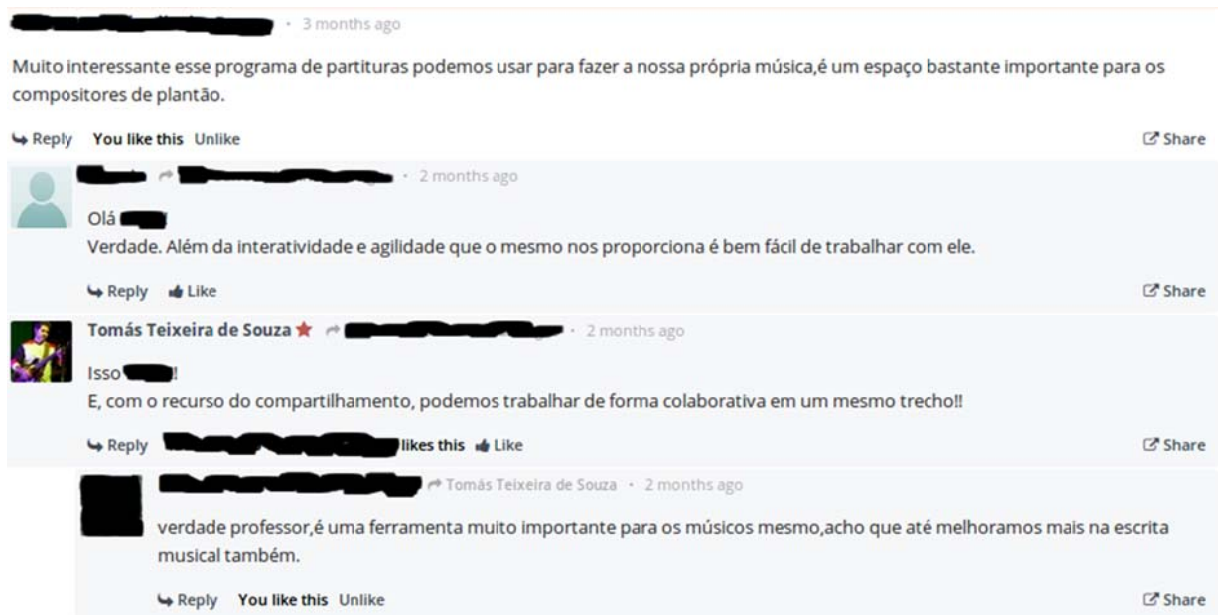 • 3 months ago
Muito interessante esse programa de partituras podemos usar para fazer a nossa própria música,é um espaço bastante importante para os
compositores de plantão.
Reply You like this Unlike Share
• 2 months ago
Olá
Verdade. Além da interatividade e agilidade que o mesmo nos proporciona é bem fácil de trabalhar com ele.
Reply Like Share
Tomás Teixeira de Souza • 2 months ago
Isso !!
E, com o recurso do compartilhamento, podemos trabalhar de forma colaborativa em um mesmo trecho!!
Reply likes this Like Share
Tomás Teixeira de Souza • 2 months ago
verdade professor,é uma ferramenta muito importante para os músicos mesmo,acho que até melhoramos mais na escrita
musical também.
Reply You like this Unlike Share